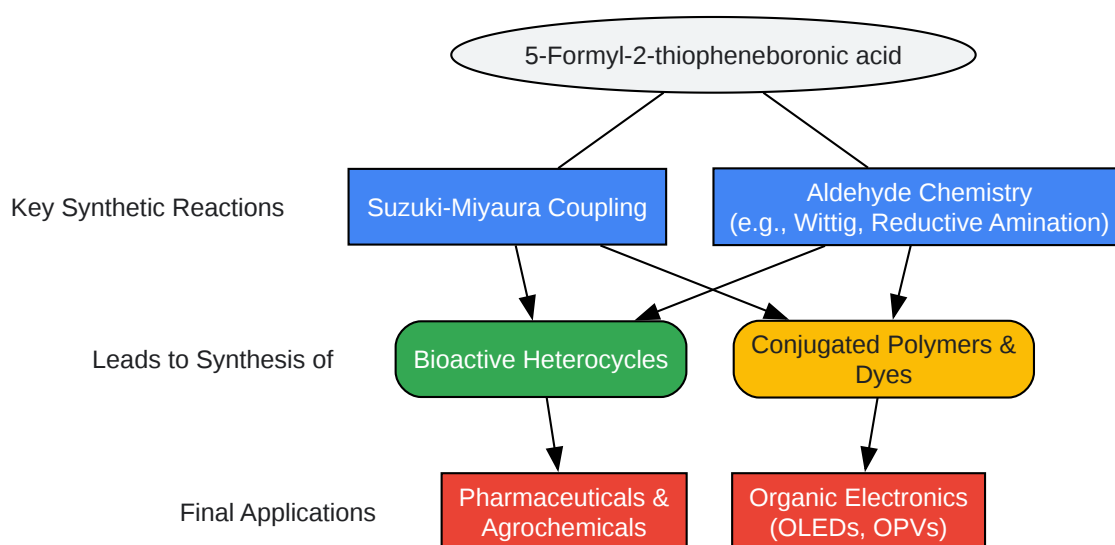 5-Formyl-2-thiopheneboronic acid
Key Synthetic Reactions
Suzuki-Miyaura Coupling
Aldehyde Chemistry
(e.g., Wittig, Reductive Amination)
Leads to Synthesis of
Bioactive Heterocycles
Conjugated Polymers &
Dyes
Final Applications
Pharmaceuticals &
Agrochemicals
Organic Electronics
(OLEDs, OPVs)